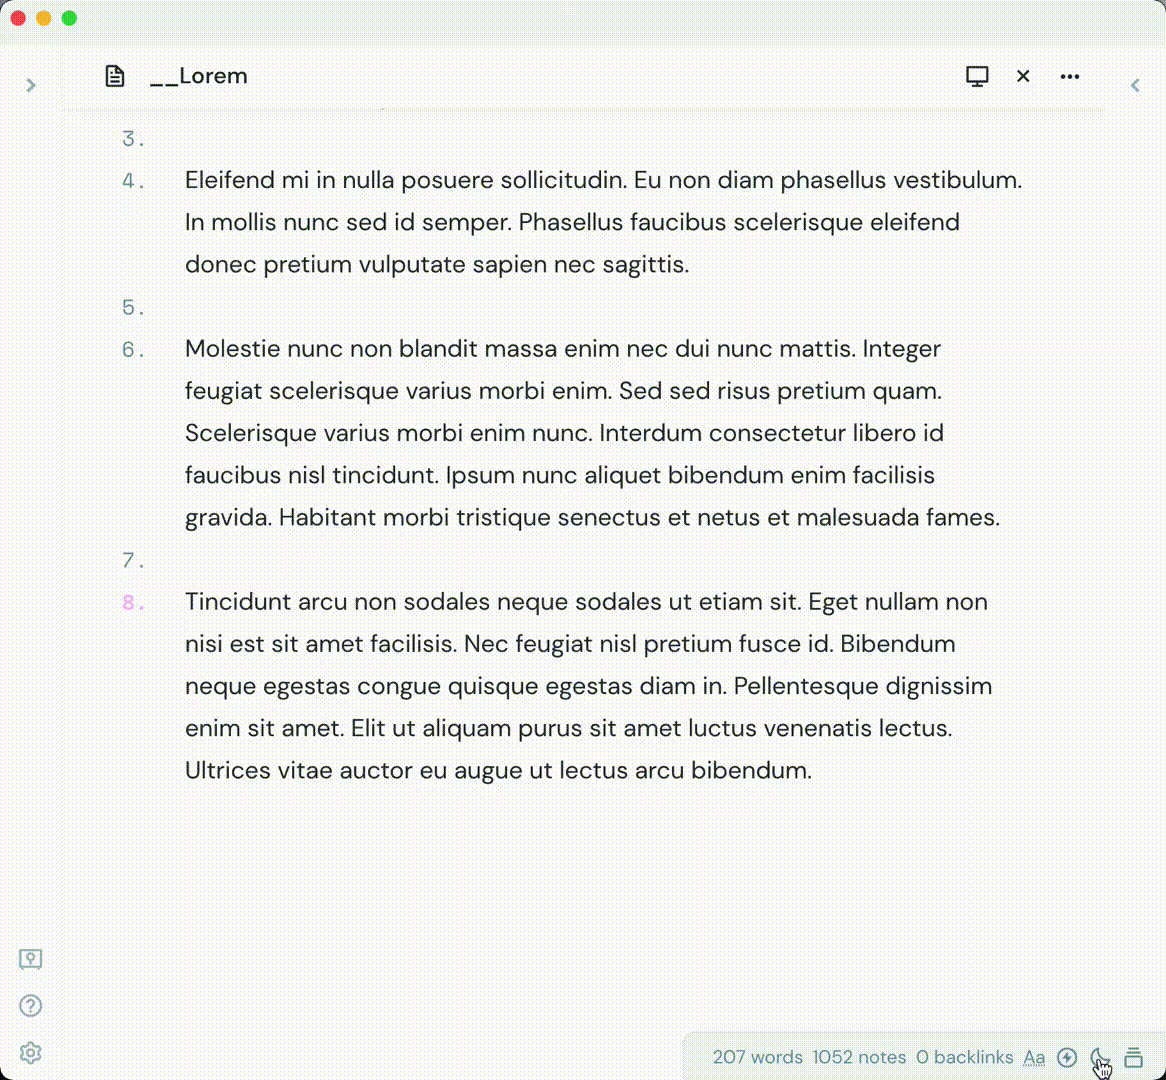 __Lorem
3.
4. Eleifend mi in nulla posuere sollicitudin. Eu non diam phasellus vestibulum.
In mollis nunc sed id semper. Phasellus faucibus scelerisque eleifend
donec pretium vulputate sapien nec sagittis.
5.
6. Molestie nunc non blandit massa enim nec dui nunc mattis. Integer
feugiat scelerisque varius morbi enim. Sed sed risus pretium quam.
Scelerisque varius morbi enim nunc. Interdum consectetur libero id
faucibus nisl tincidunt. Ipsum nunc aliquet bibendum enim facilisis
gravida. Habitant morbi tristique senectus et netus et malesuada fames.
7.
8. Tincidunt arcu non sodales neque sodales ut etiam sit. Eget nullam non
nisi est sit amet facilisis. Nec feugiat nisl pretium fusce id. Bibendum
neque egestas congue quisque egestas diam in. Pellentesque dignissim
enim sit amet. Elit ut aliquam purus sit amet luctus venenatis lectus.
Ultrices vitae auctor eu augue ut lectus arcu bibendum.
207 words 1052 notes 0 backlinks Aa